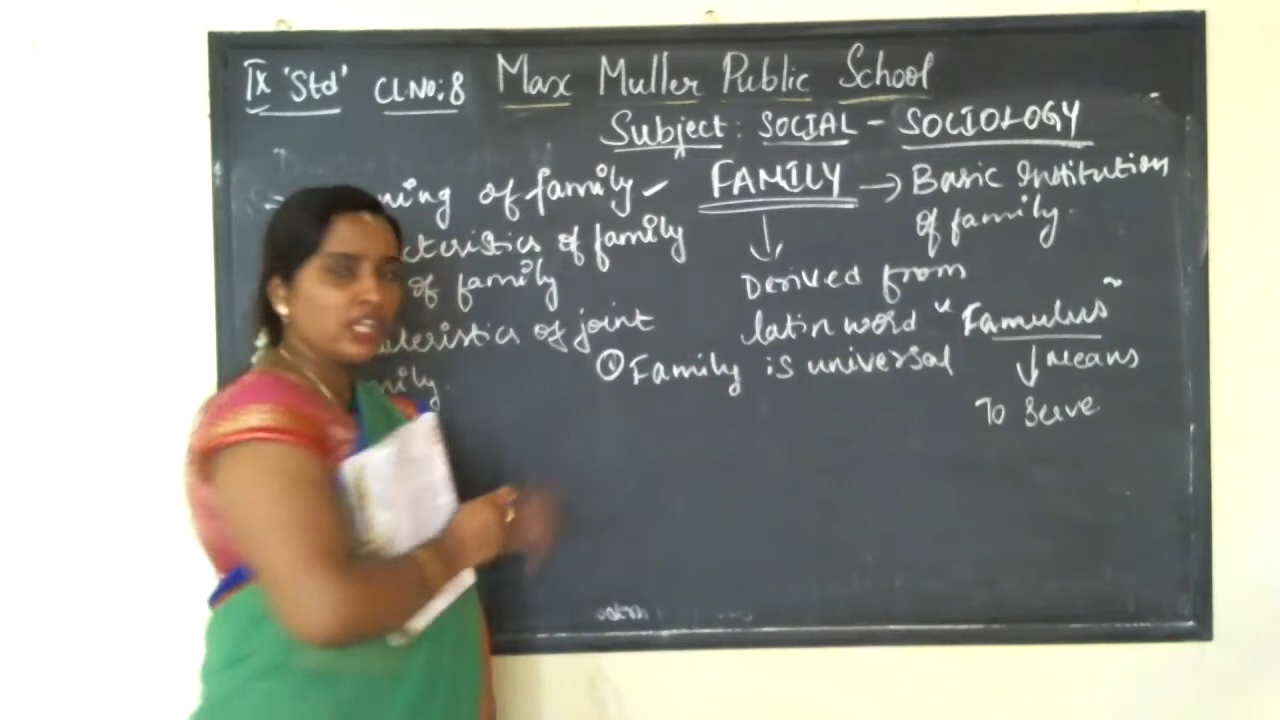 IX 'Std' Cl.No:8 Max Muller Public School
Subject: SOCIAL - SOCIOLOGY
ning of family
cteristics of family
of family
teristics of joint
mily.
FAMILY → Basic Institution
of family.
↓
Derived from
latin word "Famulus"
↓ Means
To Serve
① Family is universal